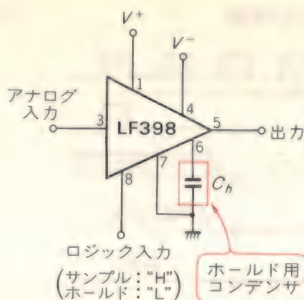 V⁺
V⁻
1
4
アナログ
入力
3
LF398
5
出力
6
7
8
Cₕ
ロジック入力
(サンプル:"H"
ホールド:"L")
ホールド用
コンデンサ